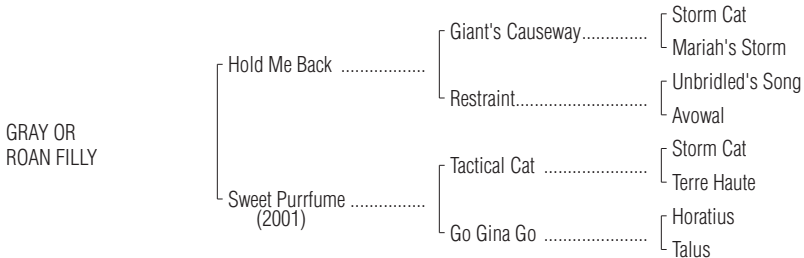 Storm Cat
Giant's Causeway..............
Mariah's Storm
Hold Me Back ..................
Unbridled's Song
Restraint............................
Avowal
GRAY OR
ROAN FILLY
Storm Cat
Tactical Cat ......................
Terre Haute
Sweet Purrfume ................
(2001)
Horatius
Go Gina Go ......................
Talus